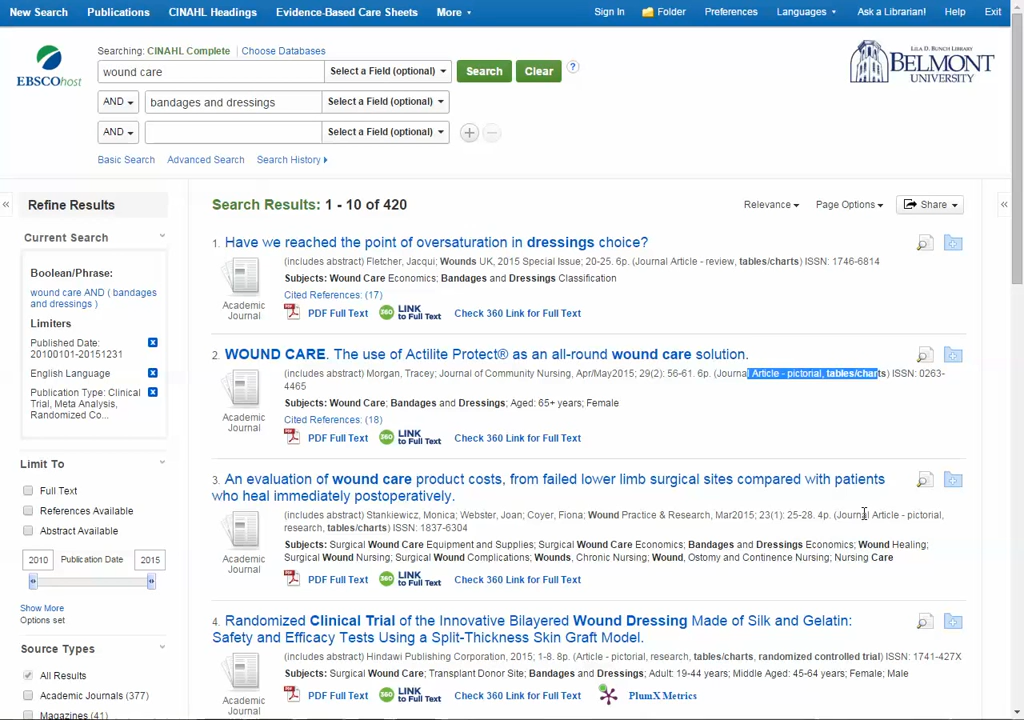 New Search Publications CINAHL Headings Evidence-Based Care Sheets More Sign In Folder Preferences Languages Ask a Librarian! Help Exit
Searching: CINAHL Complete Choose Databases
LILA D. BUNCH LIBRARY
BELMONT
UNIVERSITY
EBSCOhost
wound care Select a Field (optional) Search Clear ?
AND bandages and dressings Select a Field (optional)
AND Select a Field (optional)
Basic Search Advanced Search Search History
Refine Results
Current Search
Boolean/Phrase:
wound care AND ( bandages
and dressings )
Limiters
Published Date:
20100101-20151231
English Language
Publication Type: Clinical
Trial, Meta Analysis,
Randomized Co...
Limit To
Full Text
References Available
Abstract Available
2010 Publication Date 2015
Show More
Options set
Source Types
All Results
Academic Journals (377)
Magazines (41)
Search Results: 1 - 10 of 420 Relevance Page Options Share
1. Have we reached the point of oversaturation in dressings choice?
(includes abstract) Fletcher, Jacqui; Wounds UK, 2015 Special Issue; 20-25. 6p. (Journal Article - review, tables/charts) ISSN: 1746-6814
Subjects: Wound Care Economics; Bandages and Dressings Classification
Cited References: (17)
Academic
Journal
PDF Full Text 360 LINK to Full Text Check 360 Link for Full Text
2. WOUND CARE. The use of Actilite Protect® as an all-round wound care solution.
(includes abstract) Morgan, Tracey; Journal of Community Nursing, Apr/May2015; 29(2): 56-61. 6p. (Journal Article - pictorial, tables/charts) ISSN: 0263-
4465
Subjects: Wound Care; Bandages and Dressings; Aged: 65+ years; Female
Cited References: (18)
Academic
Journal
PDF Full Text 360 LINK to Full Text Check 360 Link for Full Text
3. An evaluation of wound care product costs, from failed lower limb surgical sites compared with patients
who heal immediately postoperatively.
(includes abstract) Stankiewicz, Monica; Webster, Joan; Coyer, Fiona; Wound Practice & Research, Mar2015; 23(1): 25-28. 4p. (Journal Article - pictorial,
research, tables/charts) ISSN: 1837-6304
Subjects: Surgical Wound Care Equipment and Supplies; Surgical Wound Care Economics; Bandages and Dressings Economics; Wound Healing;
Surgical Wound Nursing; Surgical Wound Complications; Wounds, Chronic Nursing; Wound, Ostomy and Continence Nursing; Nursing Care
Academic
Journal
PDF Full Text 360 LINK to Full Text Check 360 Link for Full Text
4. Randomized Clinical Trial of the Innovative Bilayered Wound Dressing Made of Silk and Gelatin:
Safety and Efficacy Tests Using a Split-Thickness Skin Graft Model.
(includes abstract) Hindawi Publishing Corporation, 2015; 1-8. 8p. (Article - pictorial, research, tables/charts, randomized controlled trial) ISSN: 1741-427X
Subjects: Surgical Wound Care; Transplant Donor Site; Bandages and Dressings; Adult: 19-44 years; Middle Aged: 45-64 years; Female; Male
Academic
Journal
PDF Full Text 360 LINK to Full Text Check 360 Link for Full Text PlumX Metrics